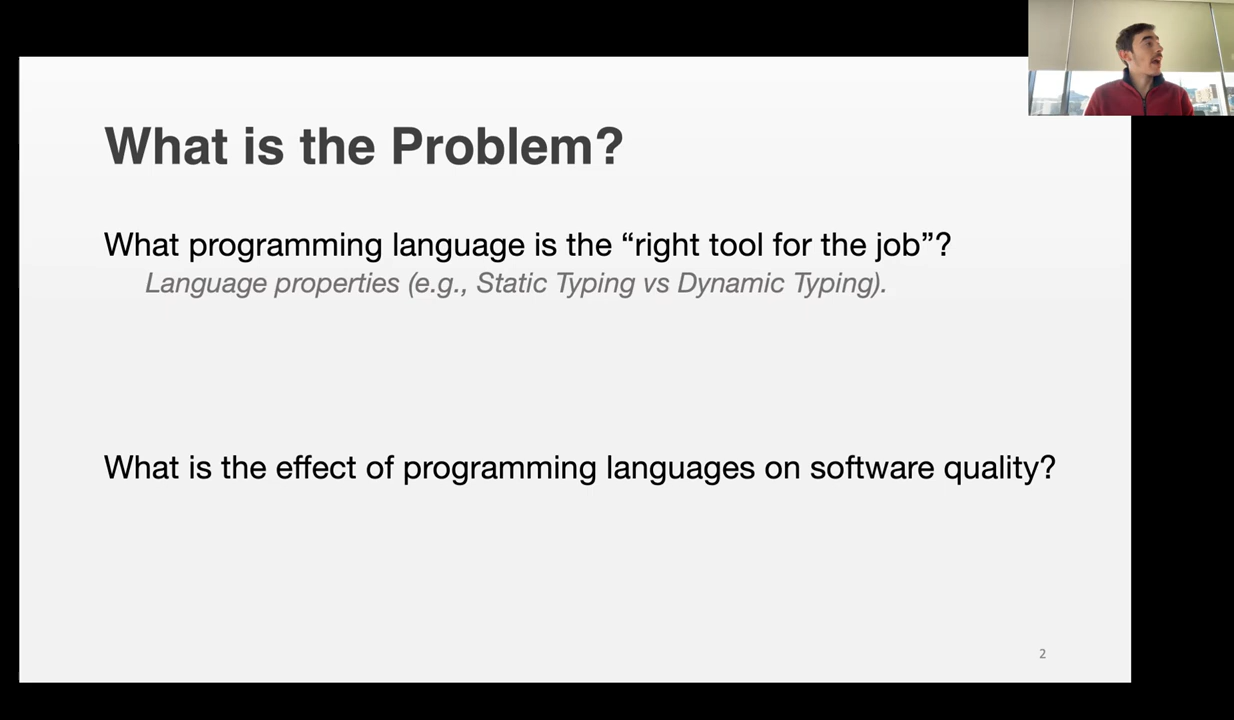 What is the Problem?
What programming language is the “right tool for the job”?
Language properties (e.g., Static Typing vs Dynamic Typing).
What is the effect of programming languages on software quality?
2